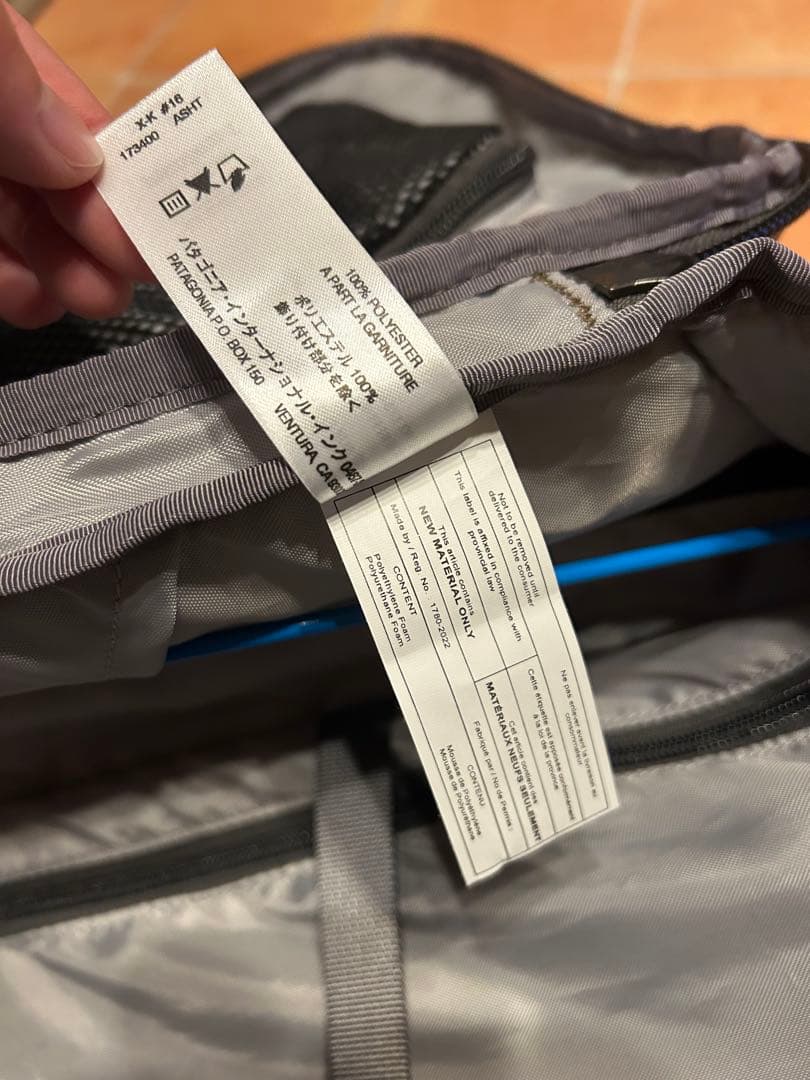 X-K #16
173400 ASHT
パタゴニア・インターナショナル・インク
PATAGONIA P.O. BOX 150
VENTURA, CA
100% POLYESTER
A PART LA GARNITURE
ポリエステル 100%
飾り付け部分を除く
Not to be removed until
delivered to the consumer
This label is affixed in compliance with
provincial law
This article contains
NEW MATERIAL ONLY
Made by / Reg. No.: 1780-2022
CONTENT
Polyethylene Foam
Polyurethane Foam
Ne pas enlever avant la livraison au
consommateur
Cette étiquette est apposée conformément
à la loi de la province
Cet article contient des
MATÉRIAUX NEUFS SEULEMENT
Fabriqué par / No de Permis:
CONTENU:
Mousse de Polyéthylène
Mousse de Polyuréthane